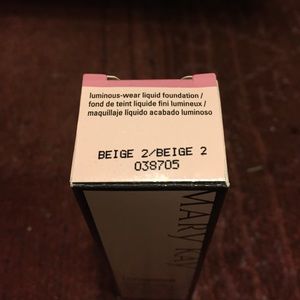 luminous-wear liquid foundation /
fond de teint liquide fini lumineux /
maquillaje líquido acabado luminoso
BEIGE 2/BEIGE 2
038705
MARY KAY